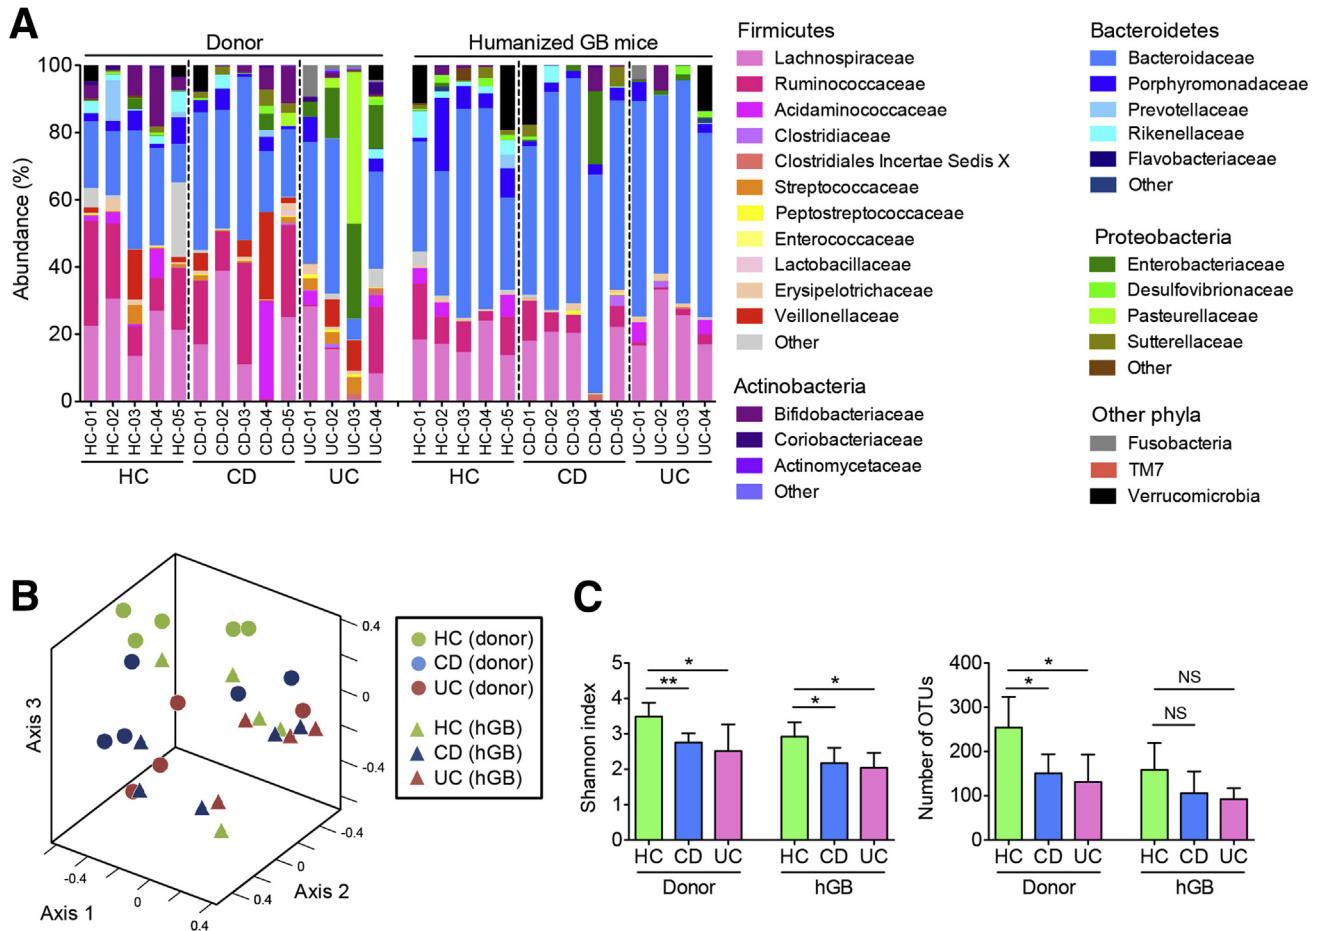 A
Donor
Humanized GB mice
Abundance (%)
100
80
60
40
20
0
HC-01
HC-02
HC-03
HC-04
HC-05
CD-01
CD-02
CD-03
CD-04
CD-05
UC-01
UC-02
UC-03
UC-04
HC-01
HC-02
HC-03
HC-04
HC-05
CD-01
CD-02
CD-03
CD-04
CD-05
UC-01
UC-02
UC-03
UC-04
HC CD UC HC CD UC
Firmicutes
Lachnospiraceae
Ruminococcaceae
Acidaminococcaceae
Clostridiaceae
Clostridiales Incertae Sedis X
Streptococcaceae
Peptostreptococcaceae
Enterococcaceae
Lactobacillaceae
Erysipelotrichaceae
Veillonellaceae
Other
Actinobacteria
Bifidobacteriaceae
Coriobacteriaceae
Actinomycetaceae
Other
Bacteroidetes
Bacteroidaceae
Porphyromonadaceae
Prevotellaceae
Rikenellaceae
Flavobacteriaceae
Other
Proteobacteria
Enterobacteriaceae
Desulfovibrionaceae
Pasteurellaceae
Sutterellaceae
Other
Other phyla
Fusobacteria
TM7
Verrucomicrobia
B
Axis 3
0.4
0
-0.4
-0.4
0
0.4
Axis 2
-0.4
0
0.4
Axis 1
HC (donor)
CD (donor)
UC (donor)
HC (hGB)
CD (hGB)
UC (hGB)
C
Shannon index
5
4
3
2
1
0
*
**
*
*
HC CD UC HC CD UC
Donor hGB
Number of OTUs
400
300
200
100
0
*
*
NS
NS
HC CD UC HC CD UC
Donor hGB